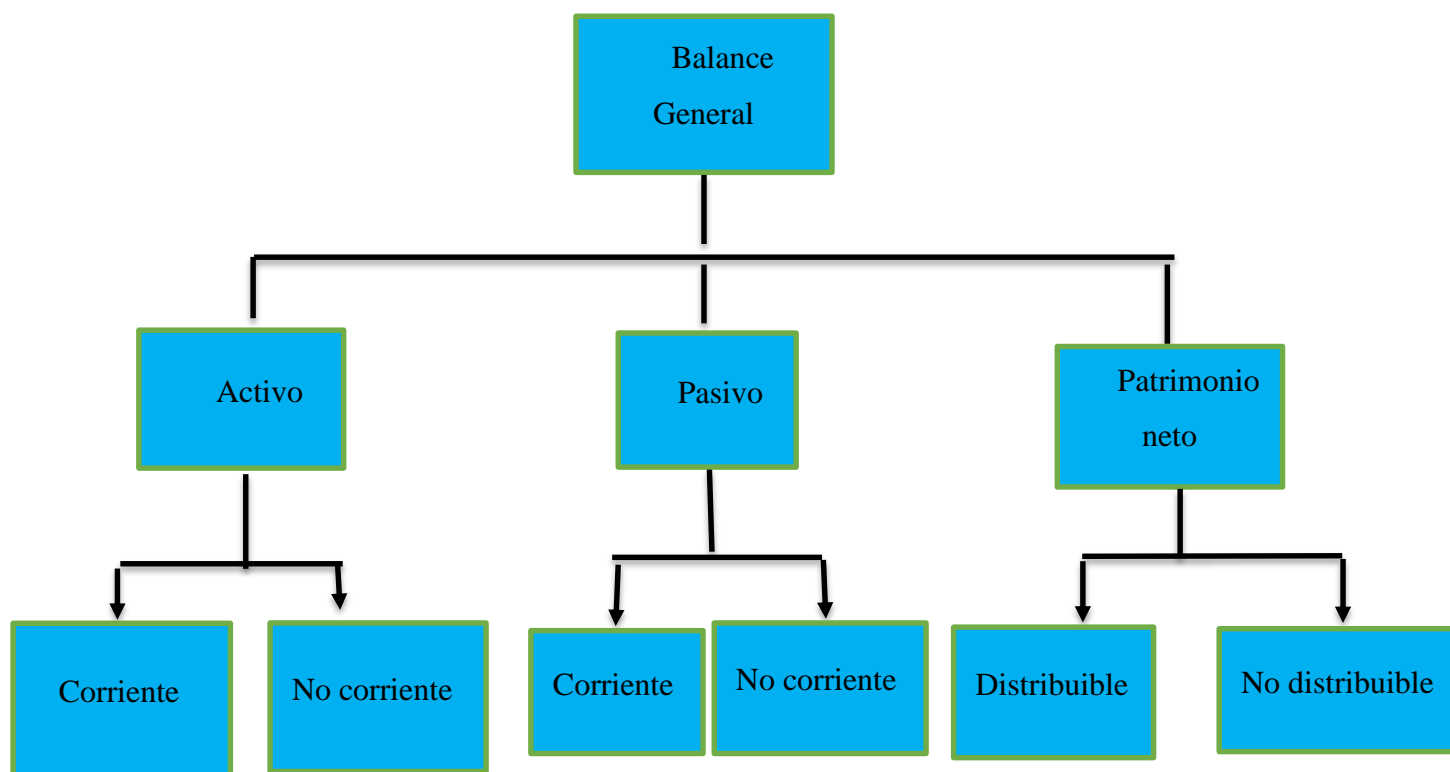 Balance
General
Activo
Pasivo
Patrimonio
neto
Corriente
No corriente
Corriente
No corriente
Distribuible
No distribuible